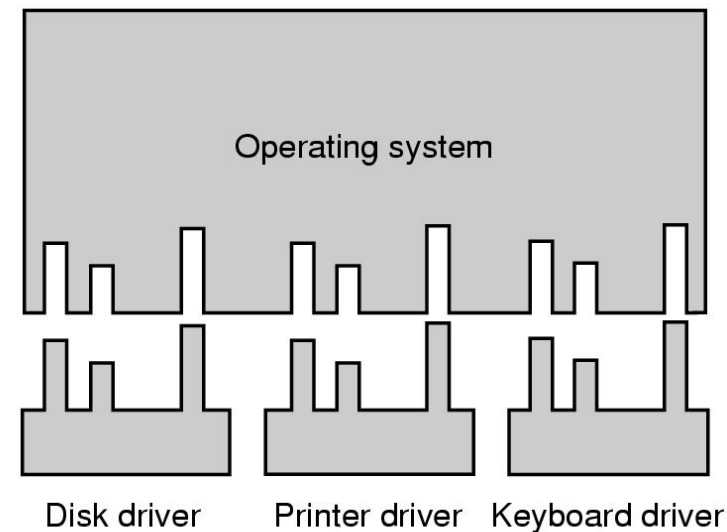 Operating system
Disk driver
Printer driver
Keyboard driver